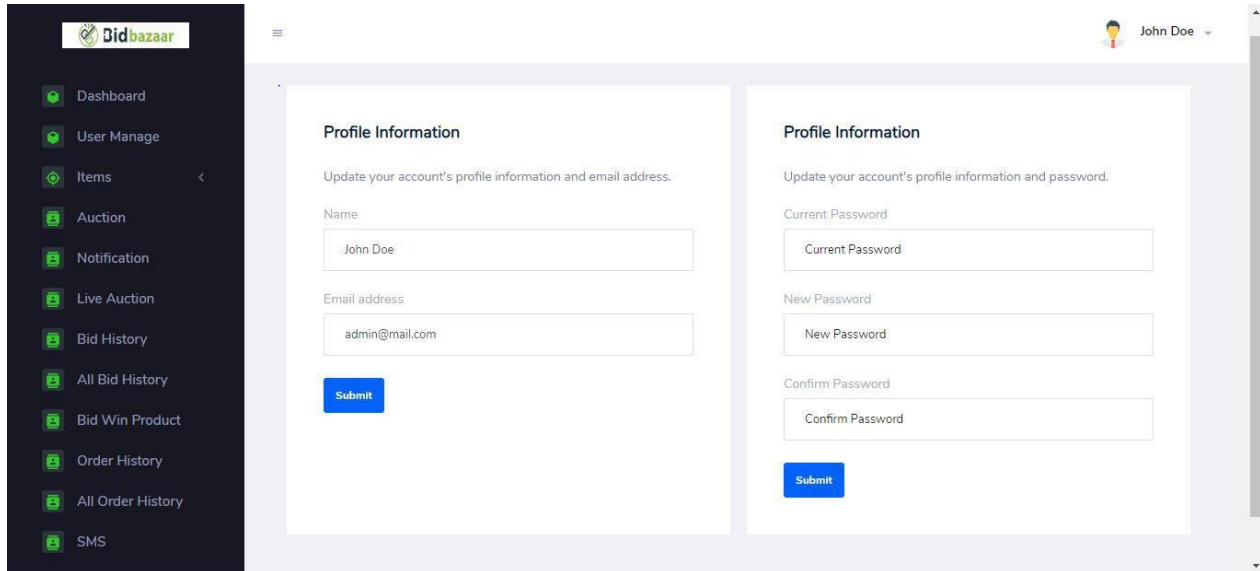 Bidbazaar
John Doe
Dashboard
User Manage
Items
Auction
Notification
Live Auction
Bid History
All Bid History
Bid Win Product
Order History
All Order History
SMS
Profile Information
Update your account's profile information and email address.
Name
John Doe
Email address
admin@mail.com
Submit
Profile Information
Update your account's profile information and password.
Current Password
Current Password
New Password
New Password
Confirm Password
Confirm Password
Submit